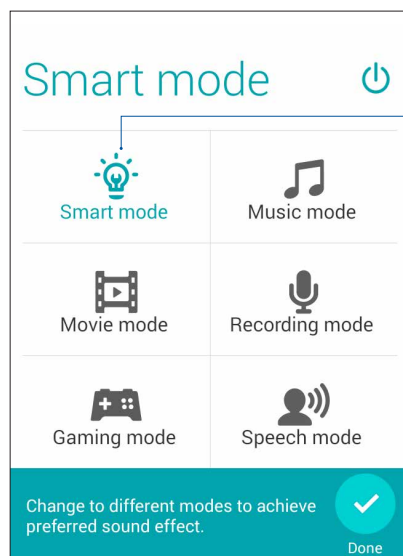 Smart mode
Smart mode
Music mode
Movie mode
Recording mode
Gaming mode
Speech mode
Change to different modes to achieve
preferred sound effect.
Done